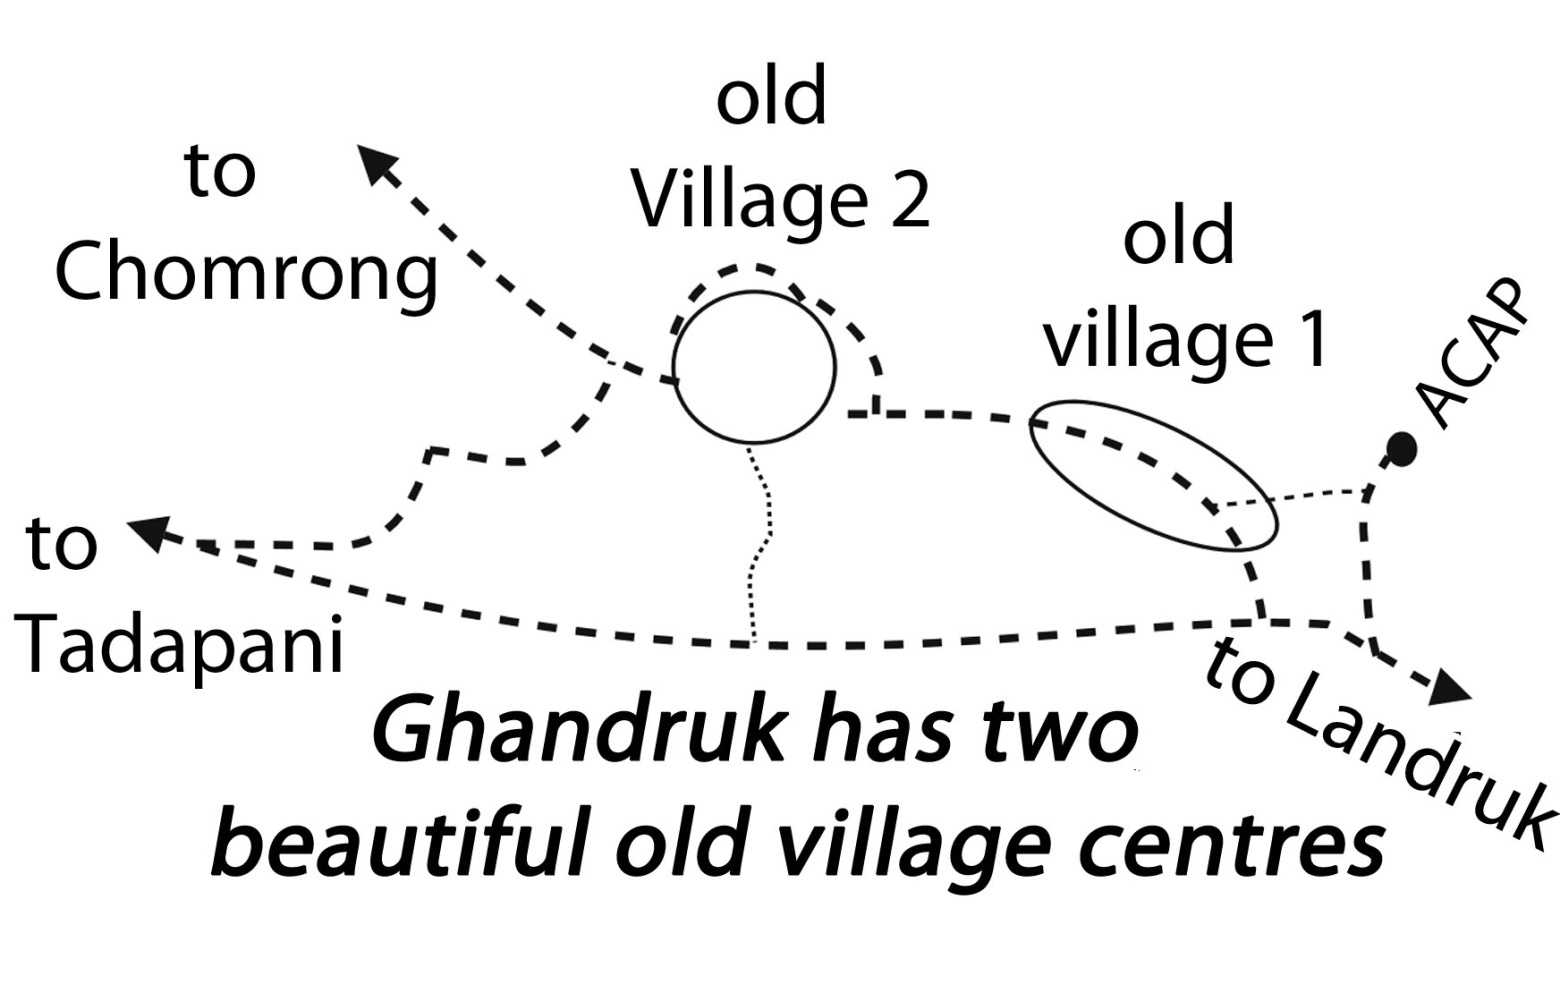 old
Village 2
to
Chomrong
old
village 1
ACAP
to
Tadapani
to Landruk
Ghandruk has two
beautiful old village centres